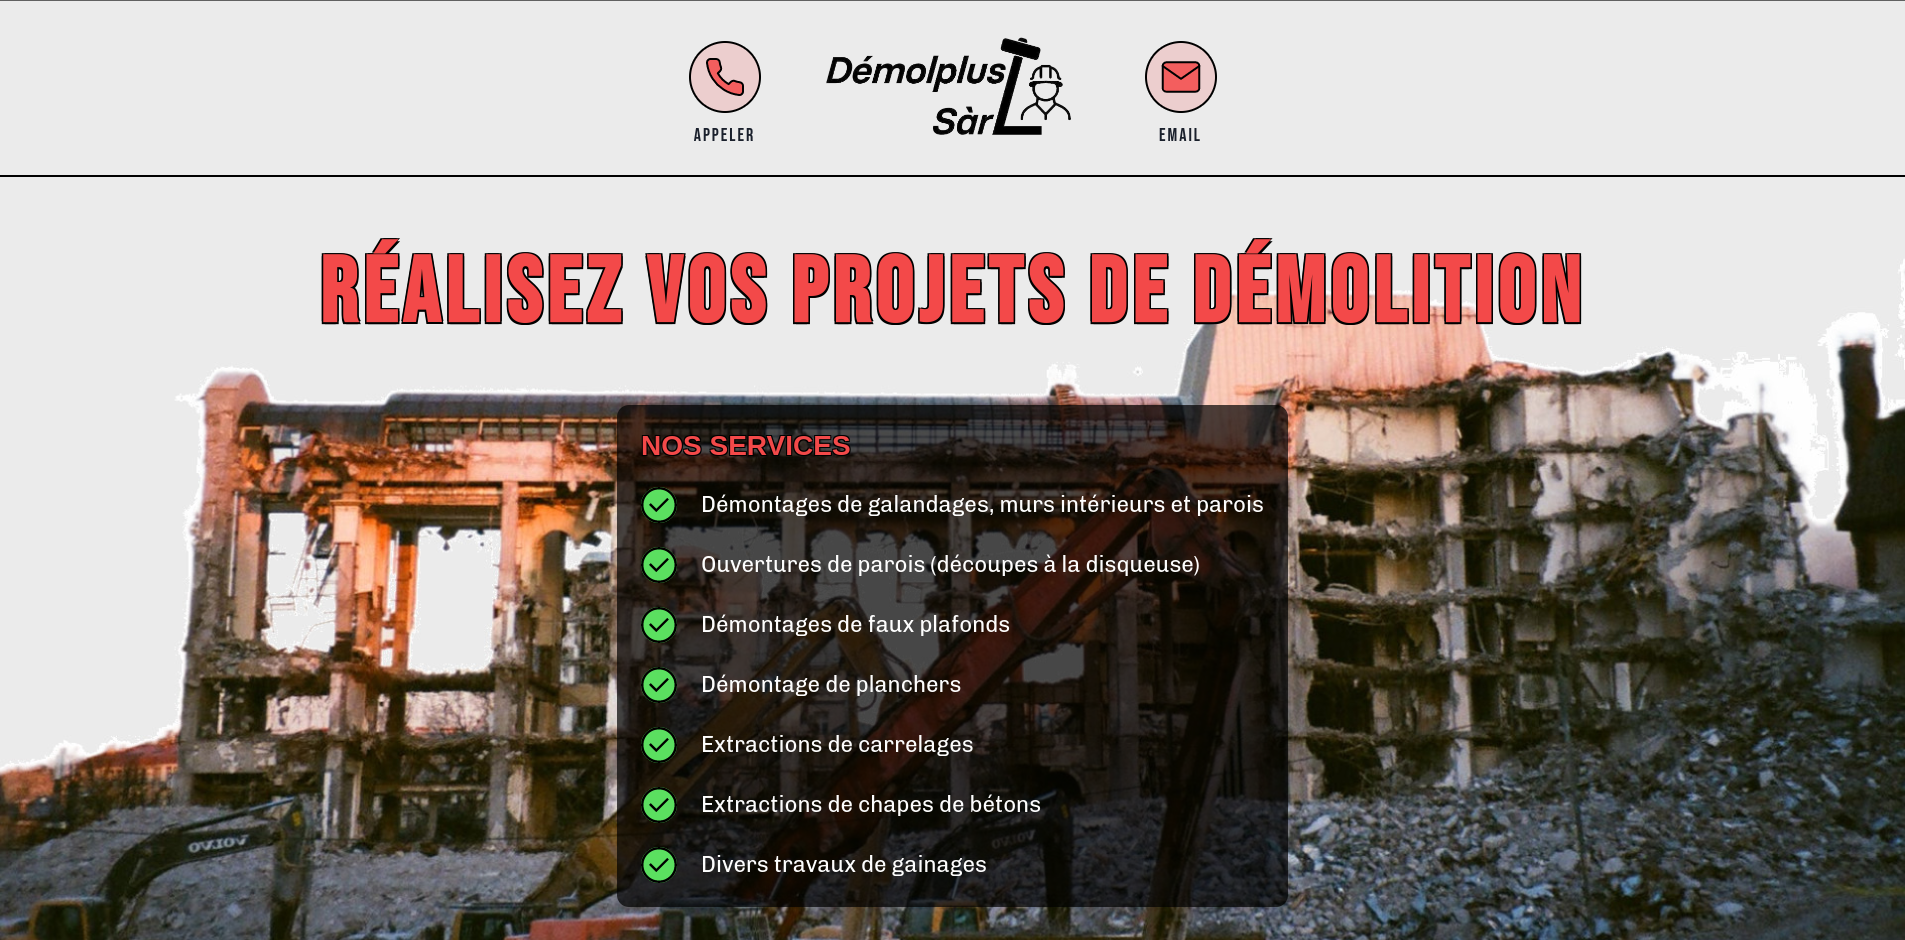 Démolplus
Sàrl
APPELER
EMAIL
RÉALISEZ VOS PROJETS DE DÉMOLITION
NOS SERVICES
Démontages de galandages, murs intérieurs et parois
Ouvertures de parois (découpes à la disqueuse)
Démontages de faux plafonds
Démontage de planchers
Extractions de carrelages
Extractions de chapes de bétons
Divers travaux de gainages
VOLVO
VOLVO